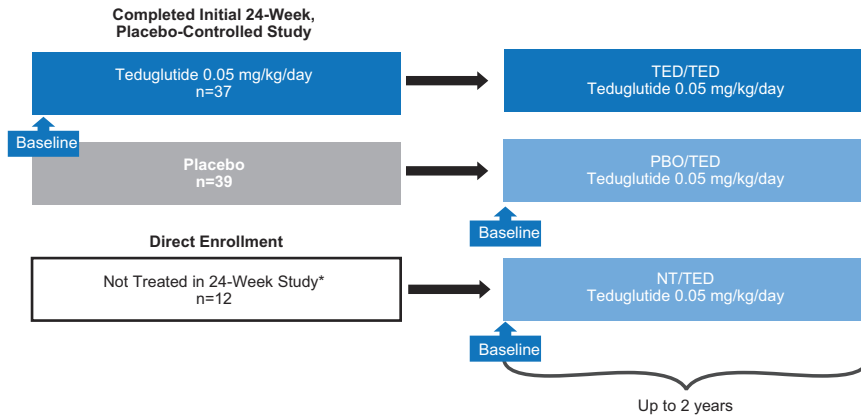 Completed Initial 24-Week,
Placebo-Controlled Study
Teduglutide 0.05 mg/kg/day
n=37
TED/TED
Teduglutide 0.05 mg/kg/day
Baseline
Placebo
n=39
PBO/TED
Teduglutide 0.05 mg/kg/day
Baseline
Direct Enrollment
Not Treated in 24-Week Study*
n=12
NT/TED
Teduglutide 0.05 mg/kg/day
Baseline
Up to 2 years